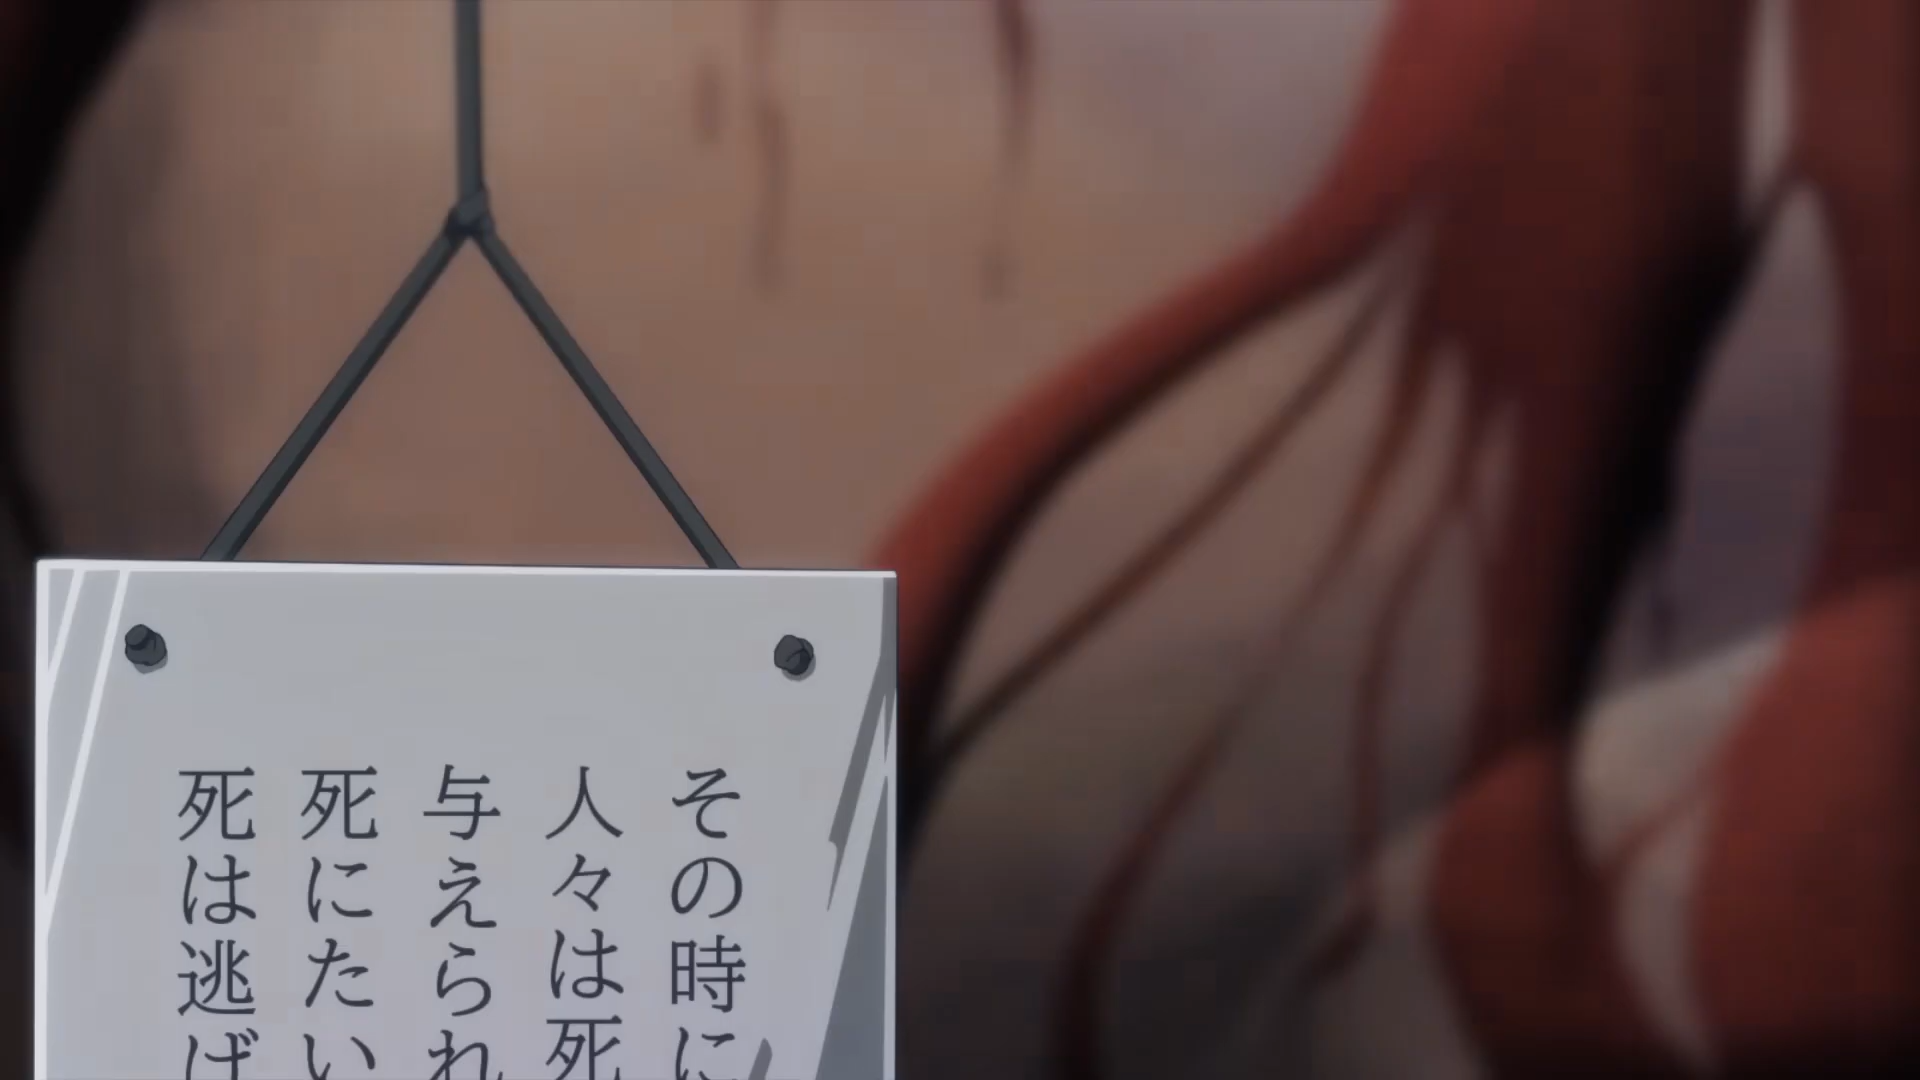 その時に
人々は死
与えられ
死にたい
死は逃げ